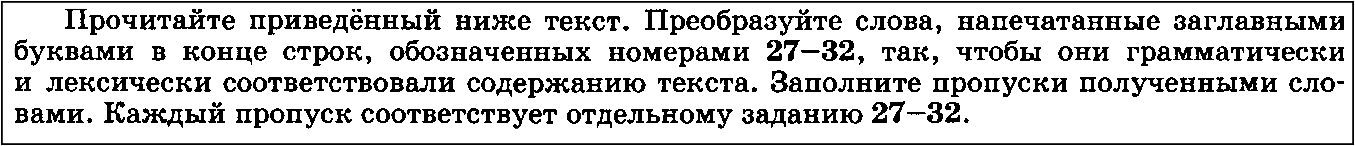 Прочитайте приведённый ниже текст. Преобразуйте слова, напечатанные заглавными
буквами в конце строк, обозначенных номерами 27—32, так, чтобы они грамматически
и лексически соответствовали содержанию текста. Заполните пропуски полученными сло-
вами. Каждый пропуск соответствует отдельному заданию 27—32.